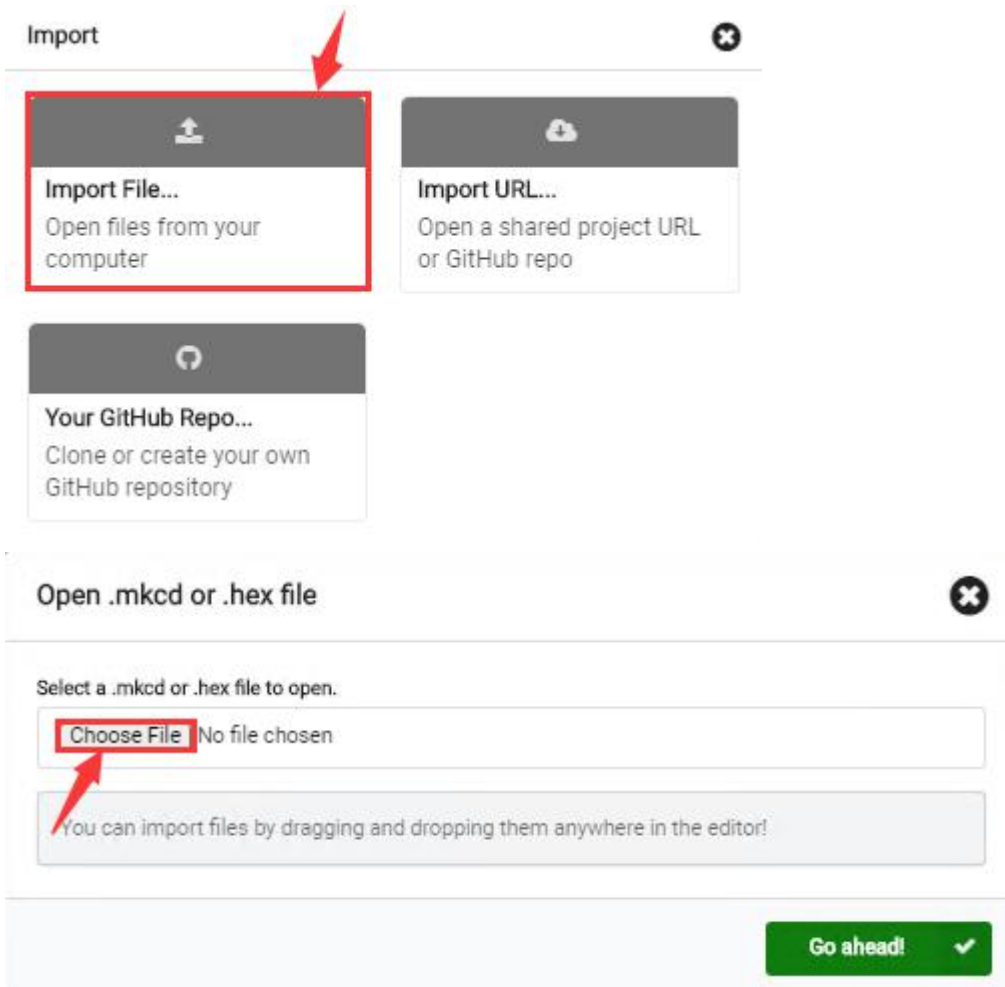 Import
Import File...
Open files from your
computer
Import URL...
Open a shared project URL
or GitHub repo
Your GitHub Repo...
Clone or create your own
GitHub repository
Open .mkcd or .hex file
Select a .mkcd or .hex file to open.
Choose File No file chosen
You can import files by dragging and dropping them anywhere in the editor!
Go ahead!